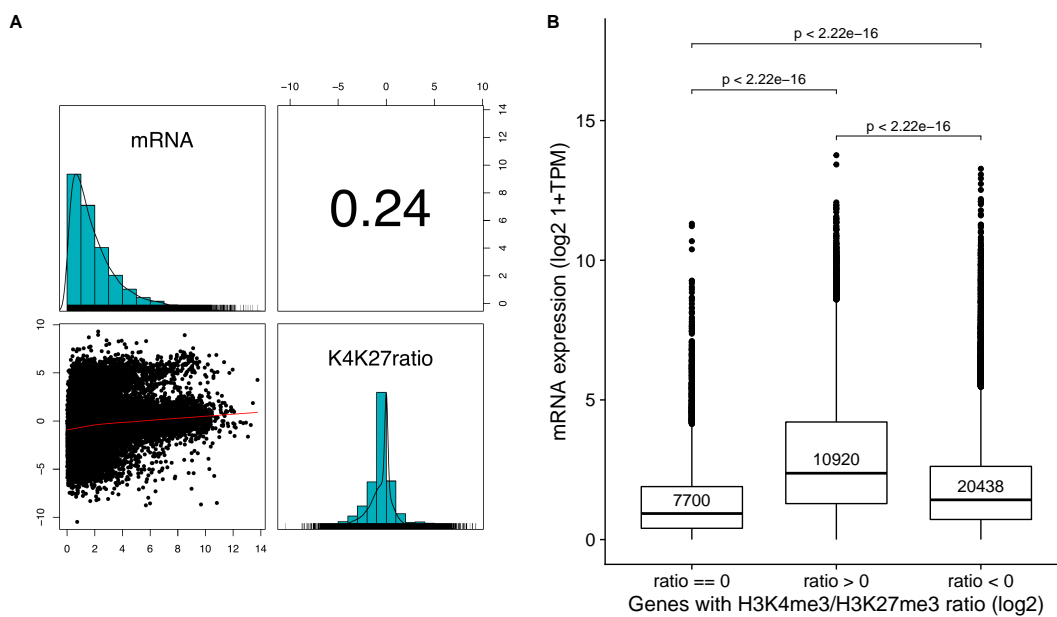 A
−10 −5 0 5 10
mRNA
0.24
0 2 4 6 8 10 12 14
−10 −5 0 5 10
K4K27ratio
0 2 4 6 8 10 12 14
B
p < 2.22e−16
p < 2.22e−16
p < 2.22e−16
mRNA expression (log2 1+TPM)
15
10
5
0
7700
10920
20438
ratio == 0 ratio > 0 ratio < 0
Genes with H3K4me3/H3K27me3 ratio (log2)